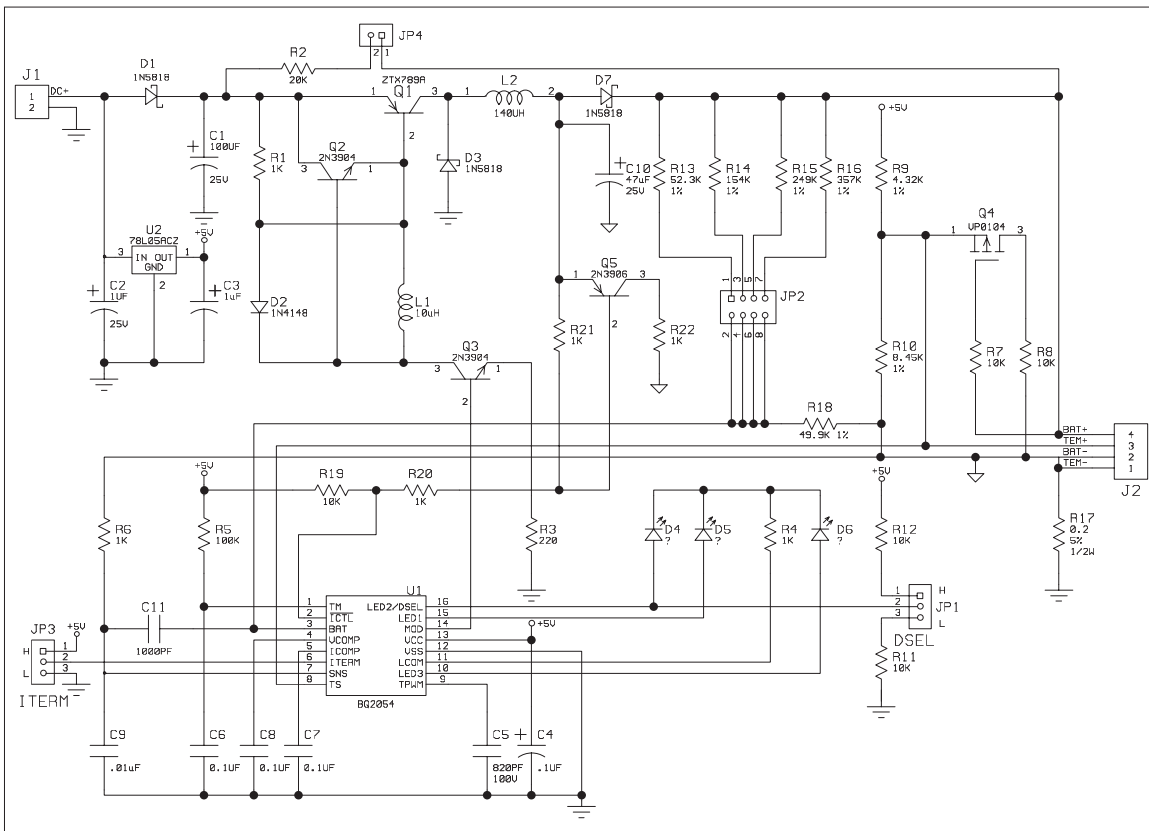 JP4
2 1
R2
20K
J1
1
2
DC+
D1
1N5818
ZTX789A
Q1
1
3
2
1
L2
2
140UH
D7
1N5818
+5V
C1
100UF
25V
R1
1K
Q2
2N3904
3
1
D3
1N5818
C10
47uF
25V
R13
52.3K
1%
R14
154K
1%
R15
249K
1%
R16
357K
1%
R9
4.32K
1%
Q4
VP0104
1
3
U2
78L05ACZ
+5V
3
IN OUT
GND
1
2
C2
1UF
25V
C3
1uF
D2
1N4148
L1
10uH
Q5
2N3906
1
3
2
R21
1K
R22
1K
1 3 5 7
JP2
2 4 6 8
R10
8.45K
1%
R7
10K
R8
10K
Q3
2N3904
3
1
2
R18
49.9K 1%
BAT+
TEM+
BAT-
TEM-
4
3
2
1
J2
+5V
R19
10K
R20
1K
+5V
R6
1K
R5
100K
R3
220
D4
?
D5
?
R4
1K
D6
?
R12
10K
R17
0.2
5%
1/2W
C11
1000PF
U1
1 TM LED2/DSEL 16
2 ICTL LED1 15
3 BAT MOD 14
4 VCOMP VCC 13
5 ICOMP VSS 12
6 ITERM LCOM 11
7 SNS LED3 10
8 TS TPWM 9
BQ2054
+5V
1 H
2 JP1
3 L
DSEL
R11
10K
JP3
+5V
H 1
2
L 3
ITERM
C9
.01uF
C6
0.1UF
C8
0.1UF
C7
0.1UF
C5
820PF
100V
C4
.1UF